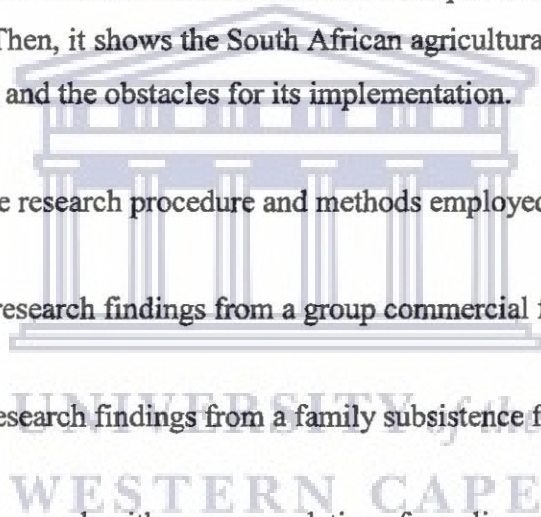 Then, it shows the South African agricultura
and the obstacles for its implementation.
e research procedure and methods employed
research findings from a group commercial f
UNIVERSITY of the
esearch findings from a family subsistence f
WESTERN CAPE